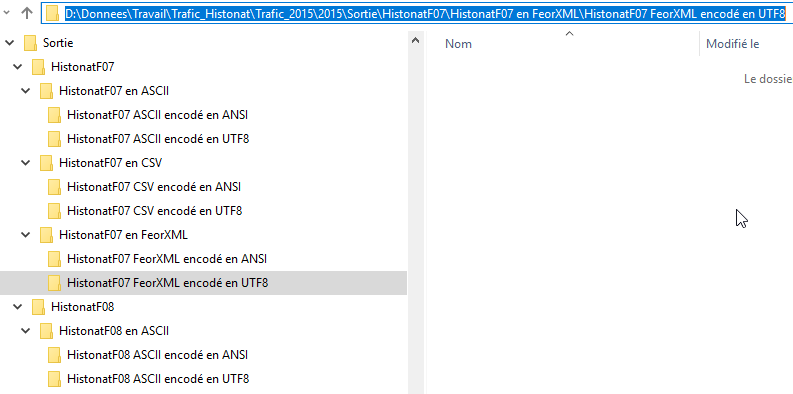 D:\Donnees\Travail\Trafic_Histonat\Trafic_2015\2015\Sortie\HistonatF07\HistonatF07 en FeorXML\HistonatF07 FeorXML encodé en UTF8
Sortie
HistonatF07
HistonatF07 en ASCII
HistonatF07 ASCII encodé en ANSI
HistonatF07 ASCII encodé en UTF8
HistonatF07 en CSV
HistonatF07 CSV encodé en ANSI
HistonatF07 CSV encodé en UTF8
HistonatF07 en FeorXML
HistonatF07 FeorXML encodé en ANSI
HistonatF07 FeorXML encodé en UTF8
HistonatF08
HistonatF08 en ASCII
HistonatF08 ASCII encodé en ANSI
HistonatF08 ASCII encodé en UTF8
Nom Modifié le
Le dossie